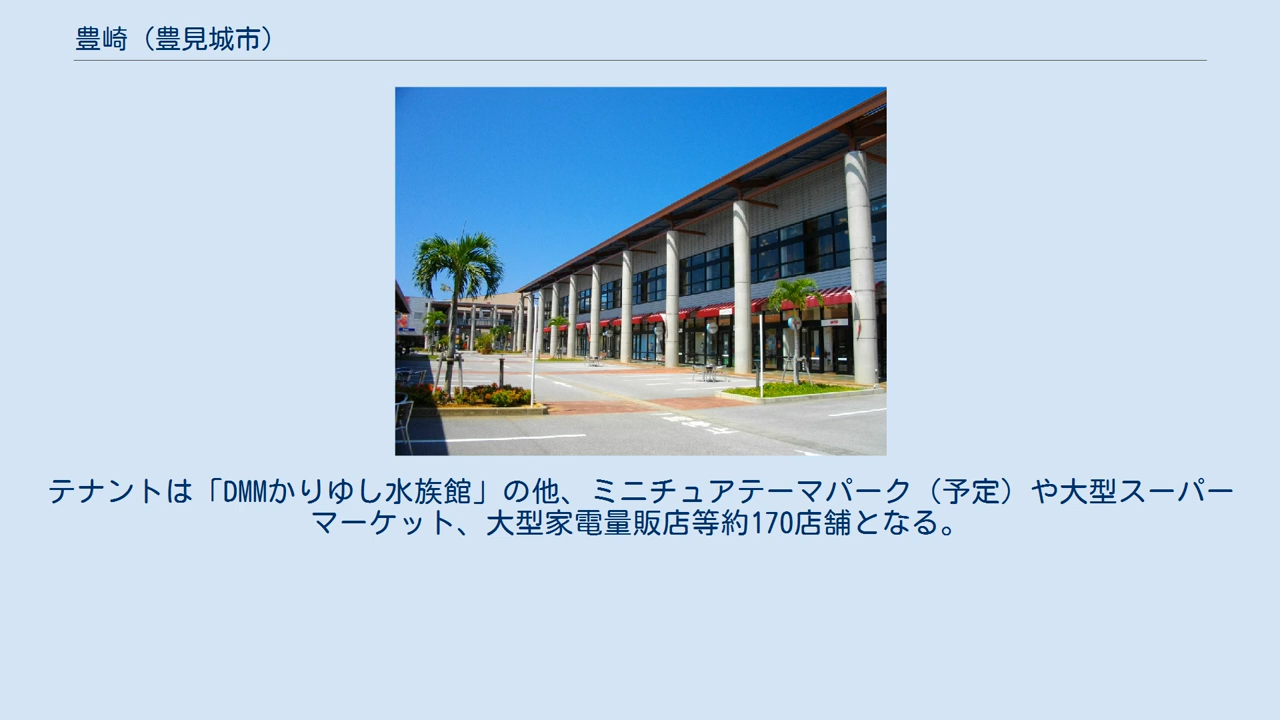 豊崎（豊見城市）
テナントは「DMMかりゆし水族館」の他、ミニチュアテーマパーク（予定）や大型スーパー
マーケット、大型家電量販店等約170店舗となる。